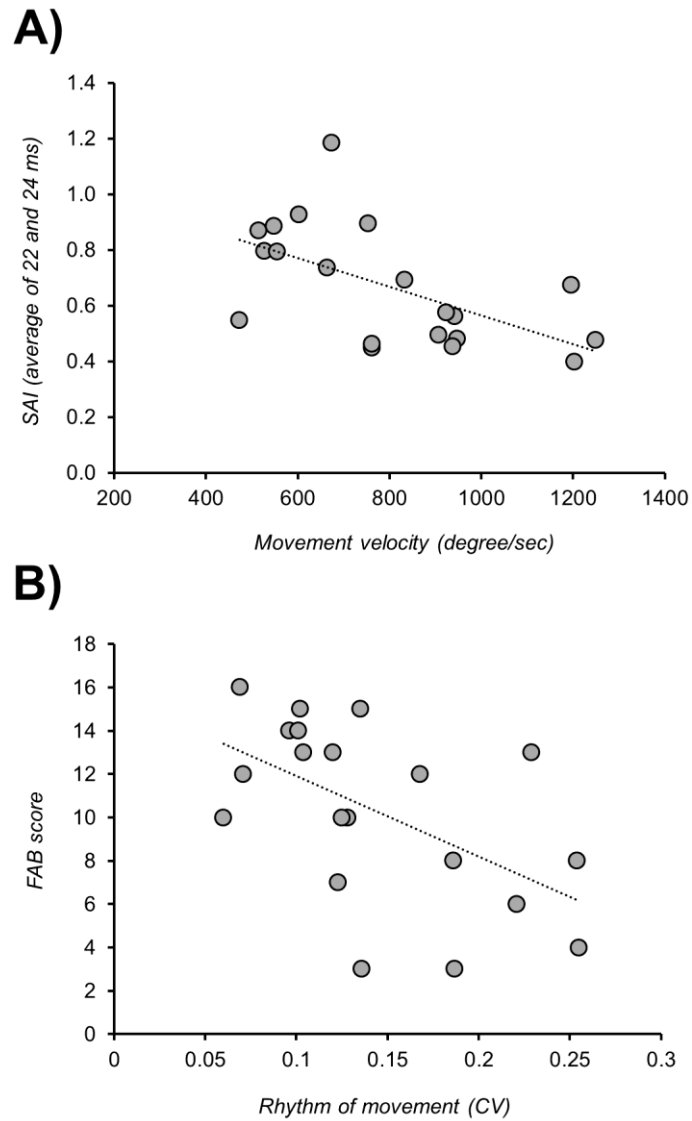 A)
1.4
1.2
1.0
0.8
0.6
0.4
0.2
0.0
SAI (average of 22 and 24 ms)
200 400 600 800 1000 1200 1400
Movement velocity (degree/sec)
B)
18
16
14
12
10
8
6
4
2
0
FAB score
0 0.05 0.1 0.15 0.2 0.25 0.3
Rhythm of movement (CV)